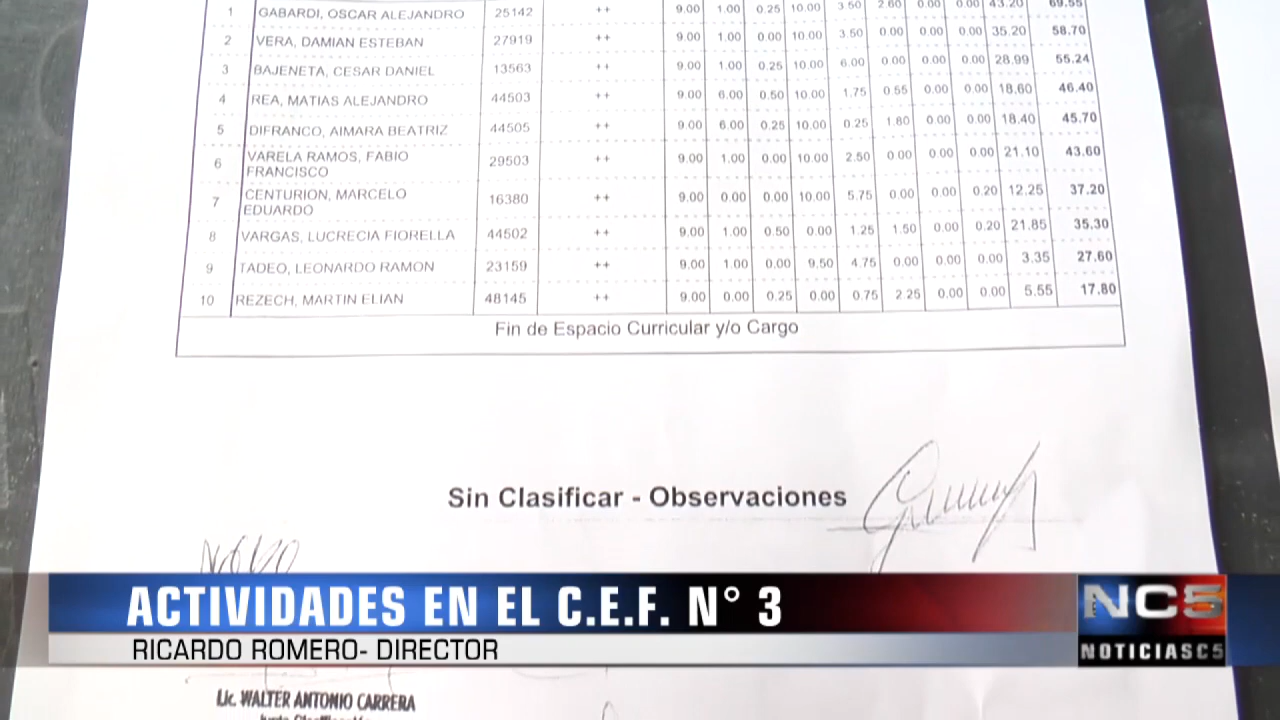 1 GABARDI, OSCAR ALEJANDRO 25142 ++ 9.00 1.00 0.25 10.00 3.50 2.60 0.00 0.00 43.20 69.55
2 VERA, DAMIAN ESTEBAN 27919 ++ 9.00 1.00 0.00 10.00 3.50 0.00 0.00 0.00 35.20 58.70
3 BAJENETA, CESAR DANIEL 13563 ++ 9.00 1.00 0.25 10.00 6.00 0.00 0.00 0.00 28.99 55.24
4 REA, MATIAS ALEJANDRO 44503 ++ 9.00 6.00 0.50 10.00 1.75 0.55 0.00 0.00 18.60 46.40
5 DIFRANCO, AIMARA BEATRIZ 44505 ++ 9.00 6.00 0.25 10.00 0.25 1.80 0.00 0.00 18.40 45.70
6 VARELA RAMOS, FABIO FRANCISCO 29503 ++ 9.00 1.00 0.00 10.00 2.50 0.00 0.00 0.00 21.10 43.60
7 CENTURION, MARCELO EDUARDO 16380 ++ 9.00 0.00 0.00 10.00 5.75 0.00 0.00 0.20 12.25 37.20
8 VARGAS, LUCRECIA FIORELLA 44502 ++ 9.00 1.00 0.50 0.00 1.25 1.50 0.00 0.20 21.85 35.30
9 TADEO, LEONARDO RAMON 23159 ++ 9.00 1.00 0.00 9.50 4.75 0.00 0.00 0.00 3.35 27.60
10 REZECH, MARTIN ELIAN 48145 ++ 9.00 0.00 0.25 0.00 0.75 2.25 0.00 0.00 5.55 17.80
Fin de Espacio Curricular y/o Cargo
Sin Clasificar - Observaciones
ACTIVIDADES EN EL C.E.F. N° 3
RICARDO ROMERO- DIRECTOR
NC5
NOTICIASC5
Lic. WALTER ANTONIO CARRERA